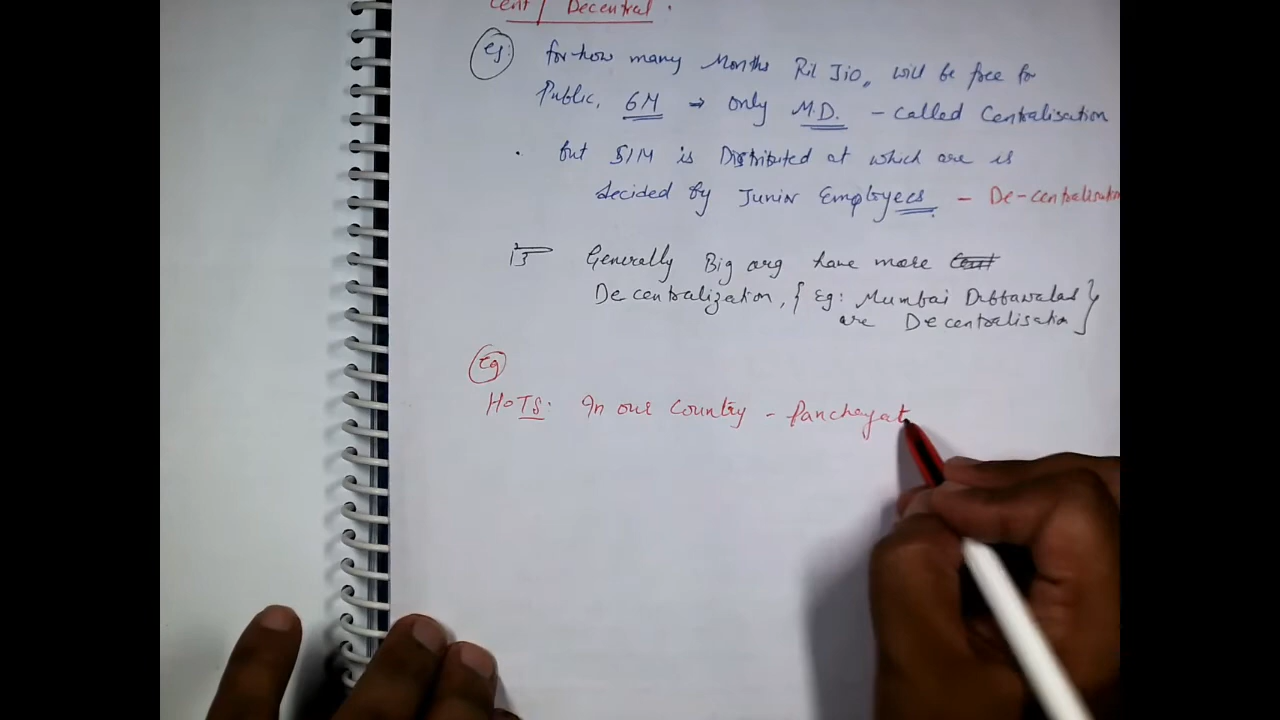 Cent / Decentral.
eg: for how many Months Ril Jio, will be free for
Public, 6M → only M.D. - called Centralisation
. but SIM is Distributed at which are is
decided by Junior Employees - De-centralisation
Generally Big org have more
Decentralization, { Eg: Mumbai Dabbawalas }
are Decentralisation
Eg
HOTS: In our Country - Panchayat